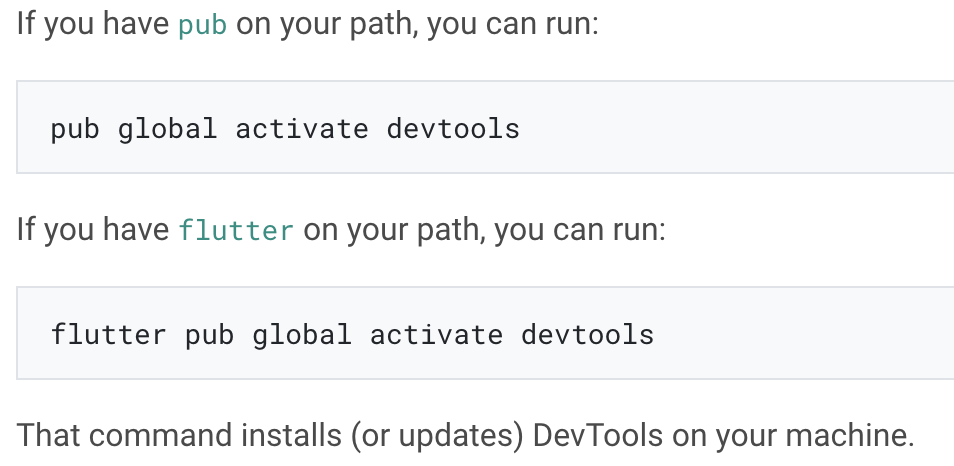 If you have pub on your path, you can run:
pub global activate devtools
If you have flutter on your path, you can run:
flutter pub global activate devtools
That command installs (or updates) DevTools on your machine.